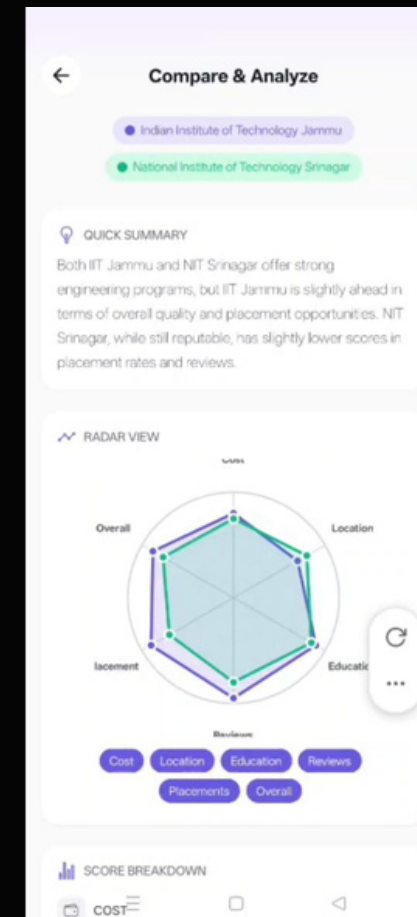 Compare & Analyze
Indian Institute of Technology Jammu
National Institute of Technology Srinagar
QUICK SUMMARY
Both IIT Jammu and NIT Srinagar offer strong
engineering programs, but IIT Jammu is slightly ahead in
terms of overall quality and placement opportunities. NIT
Srinagar, while still reputable, has slightly lower scores in
placement rates and reviews.
RADAR VIEW
Cost
Overall
Location
lacement
Educatic
Reviews
Cost Location Education Reviews
Placements Overall
SCORE BREAKDOWN
COST